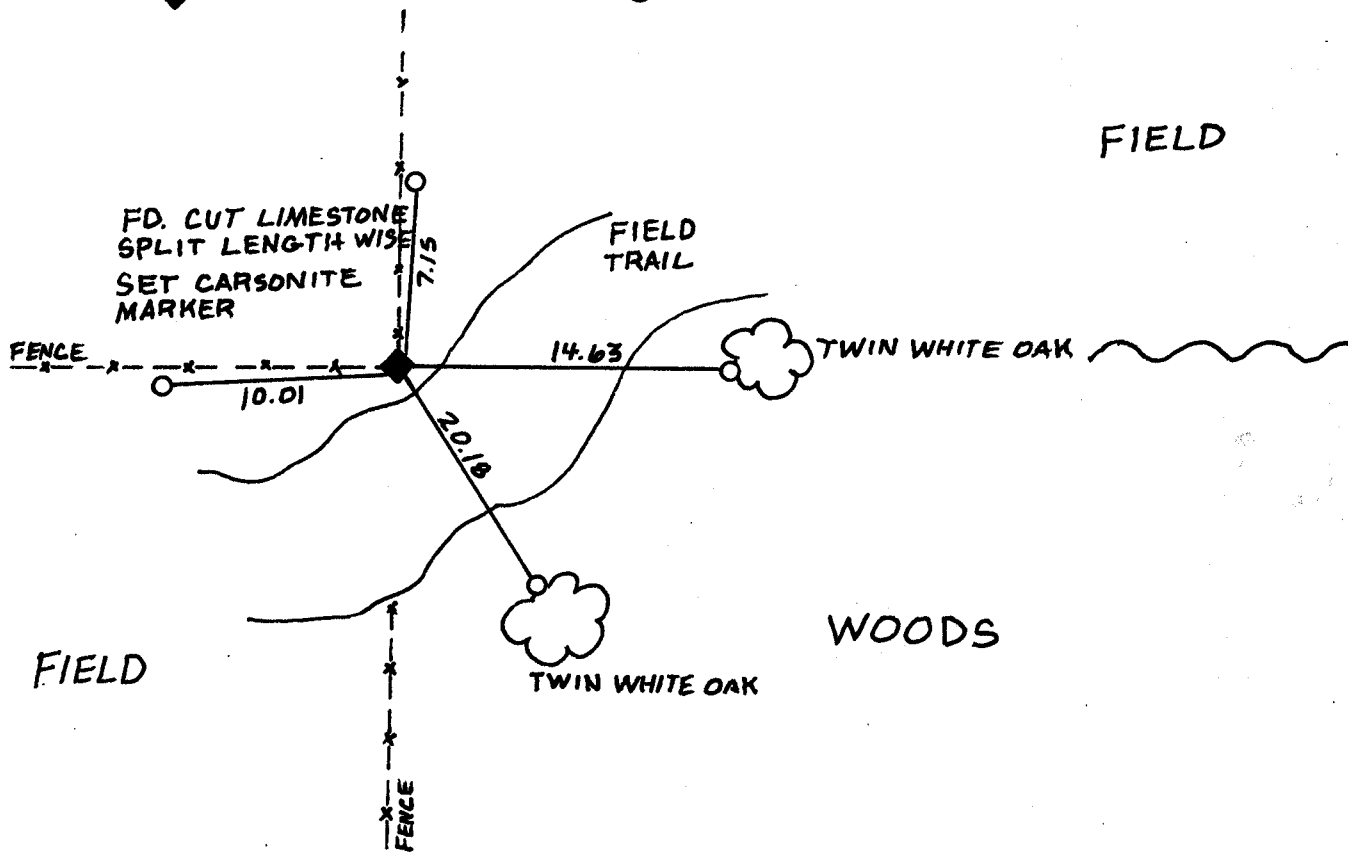 FIELD
FD. CUT LIMESTONE
SPLIT LENGTH WISE
SET CARSONITE
MARKER
7.15
FIELD
TRAIL
FENCE
14.63
TWIN WHITE OAK
10.01
20.18
WOODS
FIELD
TWIN WHITE OAK
FENCE